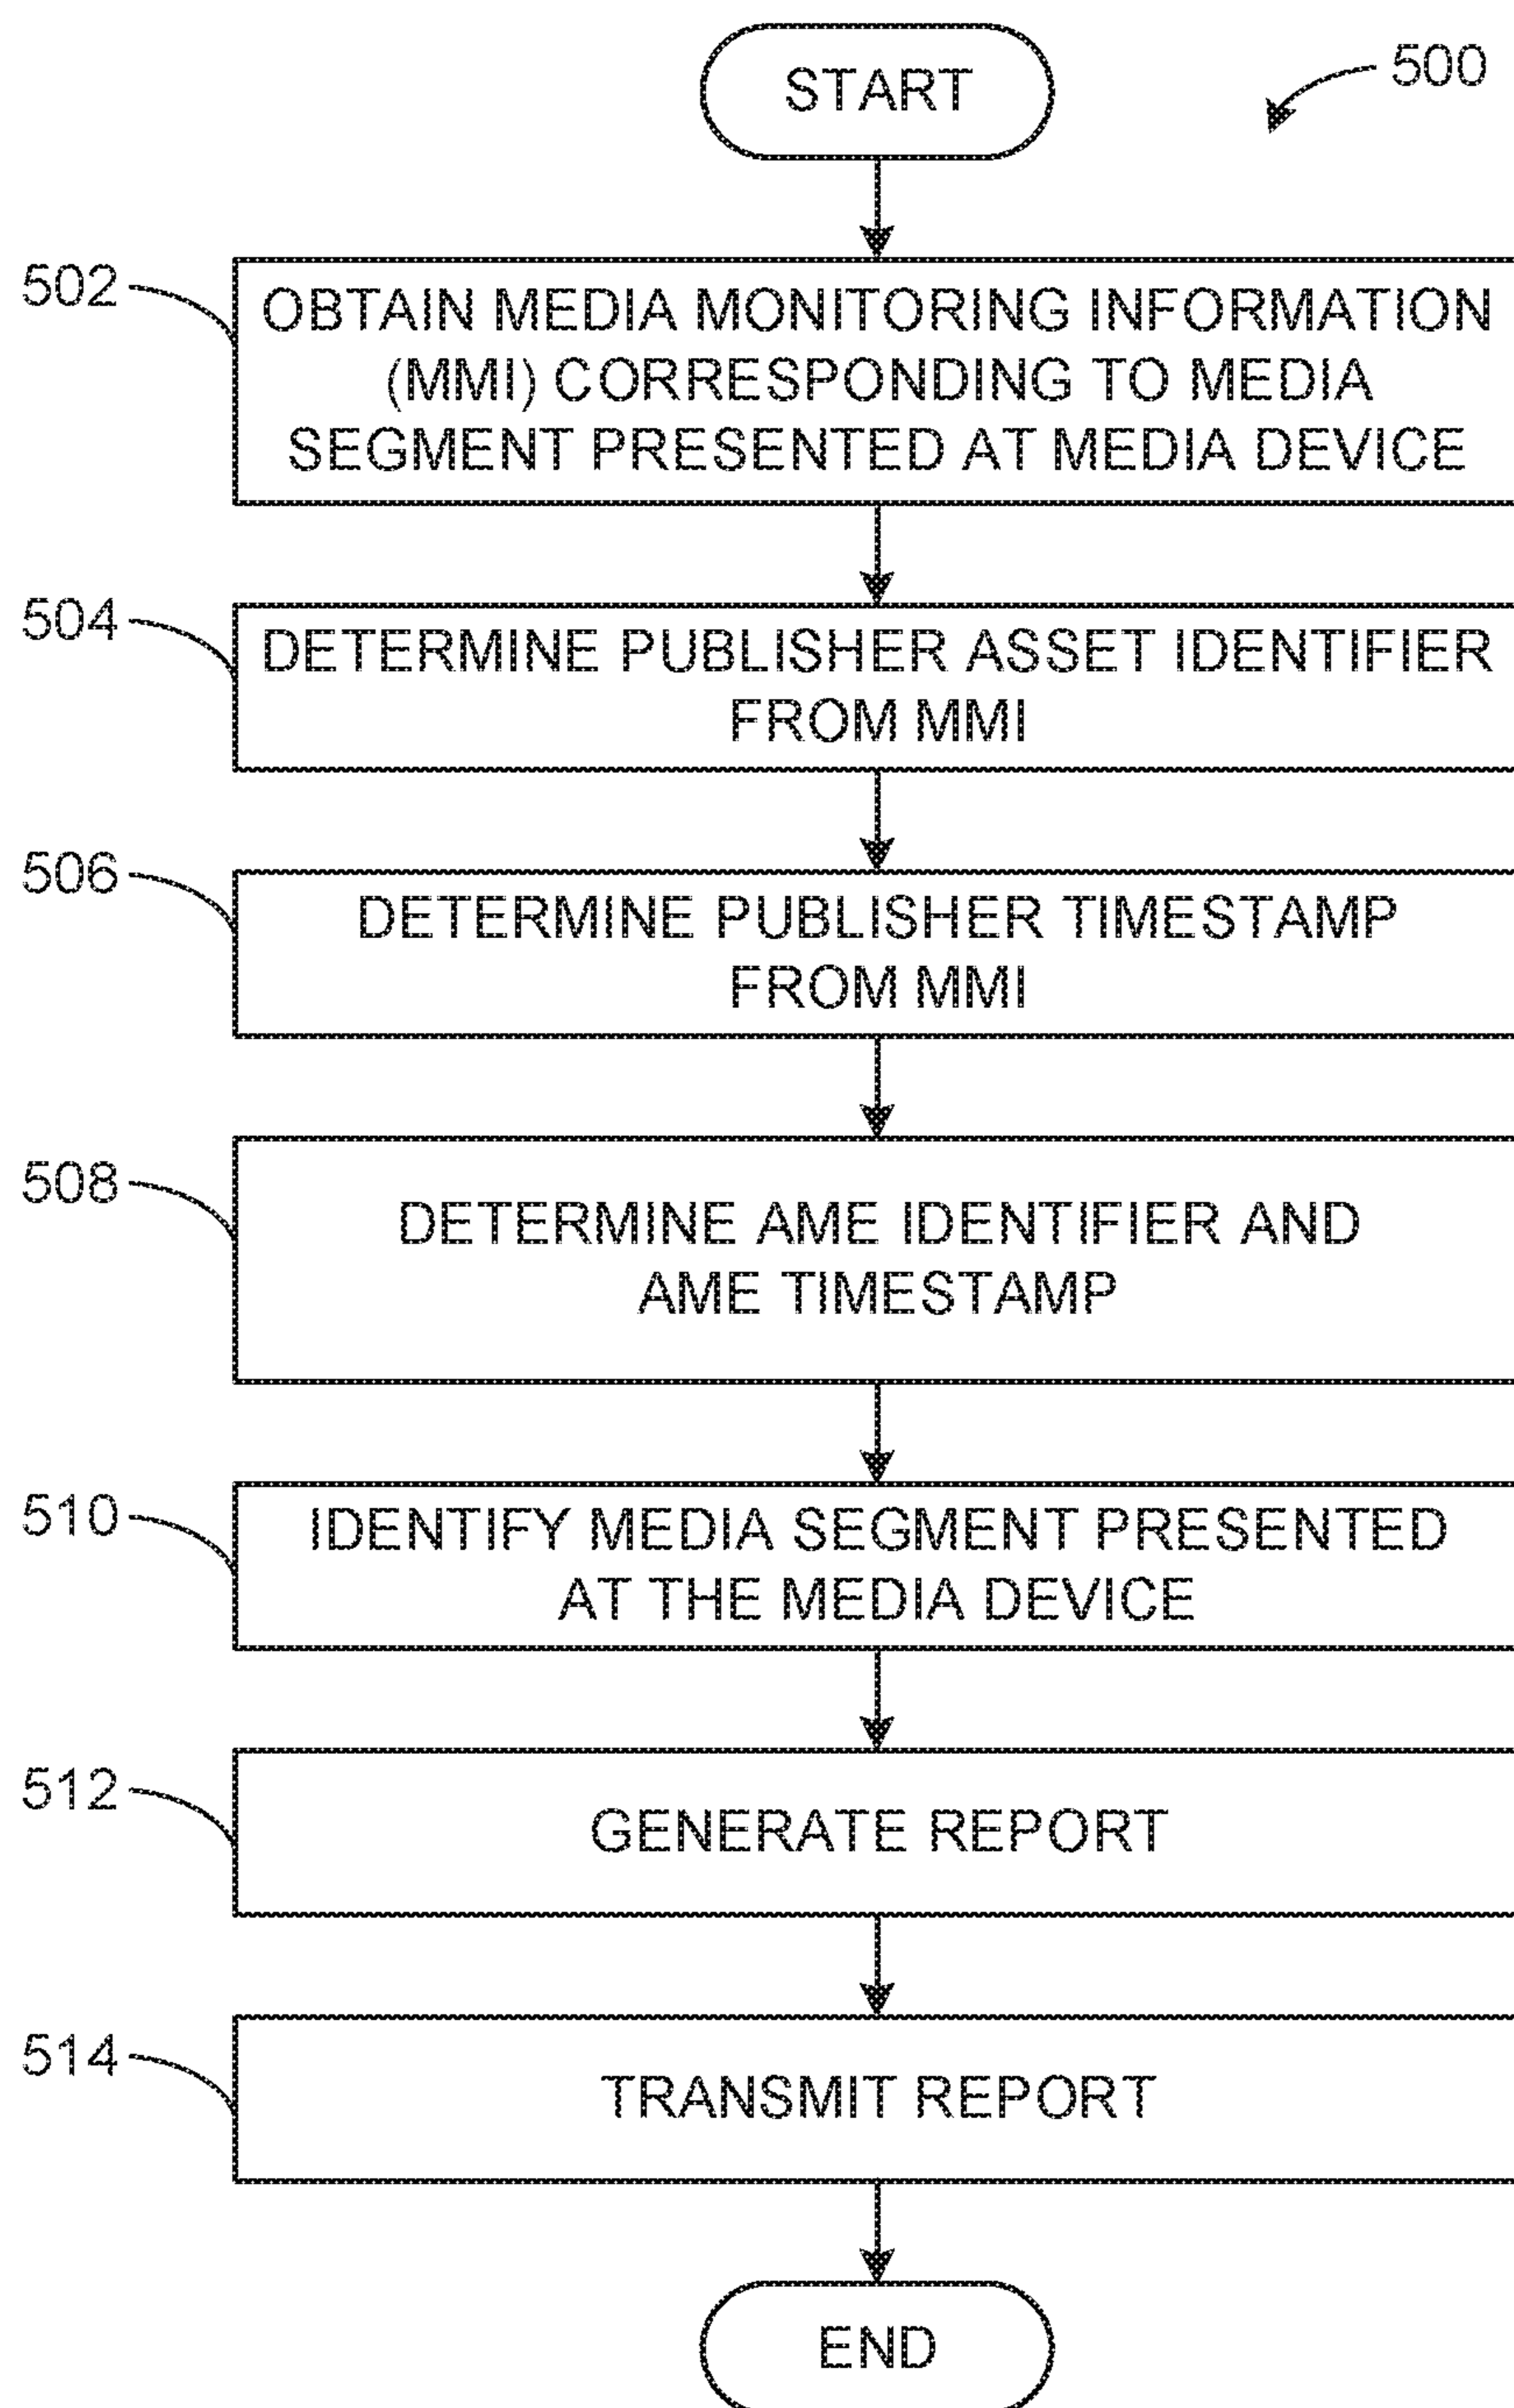 START
500
502
OBTAIN MEDIA MONITORING INFORMATION
(MMI) CORRESPONDING TO MEDIA
SEGMENT PRESENTED AT MEDIA DEVICE
504
DETERMINE PUBLISHER ASSET IDENTIFIER
FROM MMI
506
DETERMINE PUBLISHER TIMESTAMP
FROM MMI
508
DETERMINE AME IDENTIFIER AND
AME TIMESTAMP
510
IDENTIFY MEDIA SEGMENT PRESENTED
AT THE MEDIA DEVICE
512
GENERATE REPORT
514
TRANSMIT REPORT
END